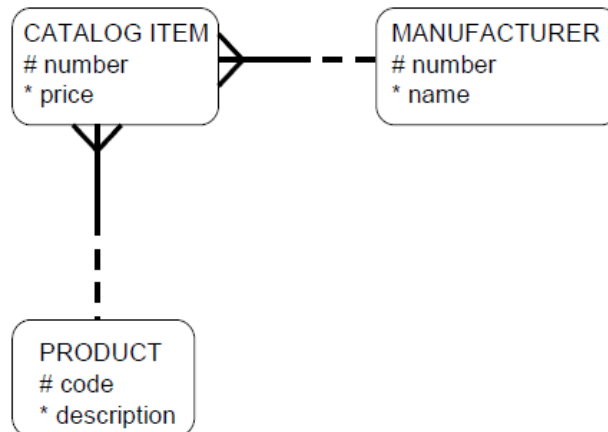 CATALOG ITEM
# number
* price
MANUFACTURER
# number
* name
PRODUCT
# code
* description